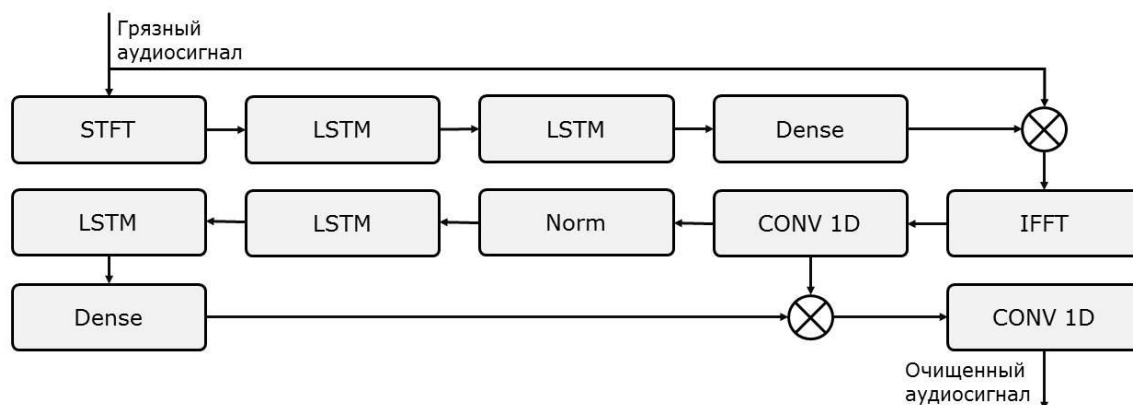 Грязный
аудиосигнал
STFT
LSTM
LSTM
Dense
LSTM
LSTM
Norm
CONV 1D
IFFT
Dense
CONV 1D
Очищенный
аудиосигнал